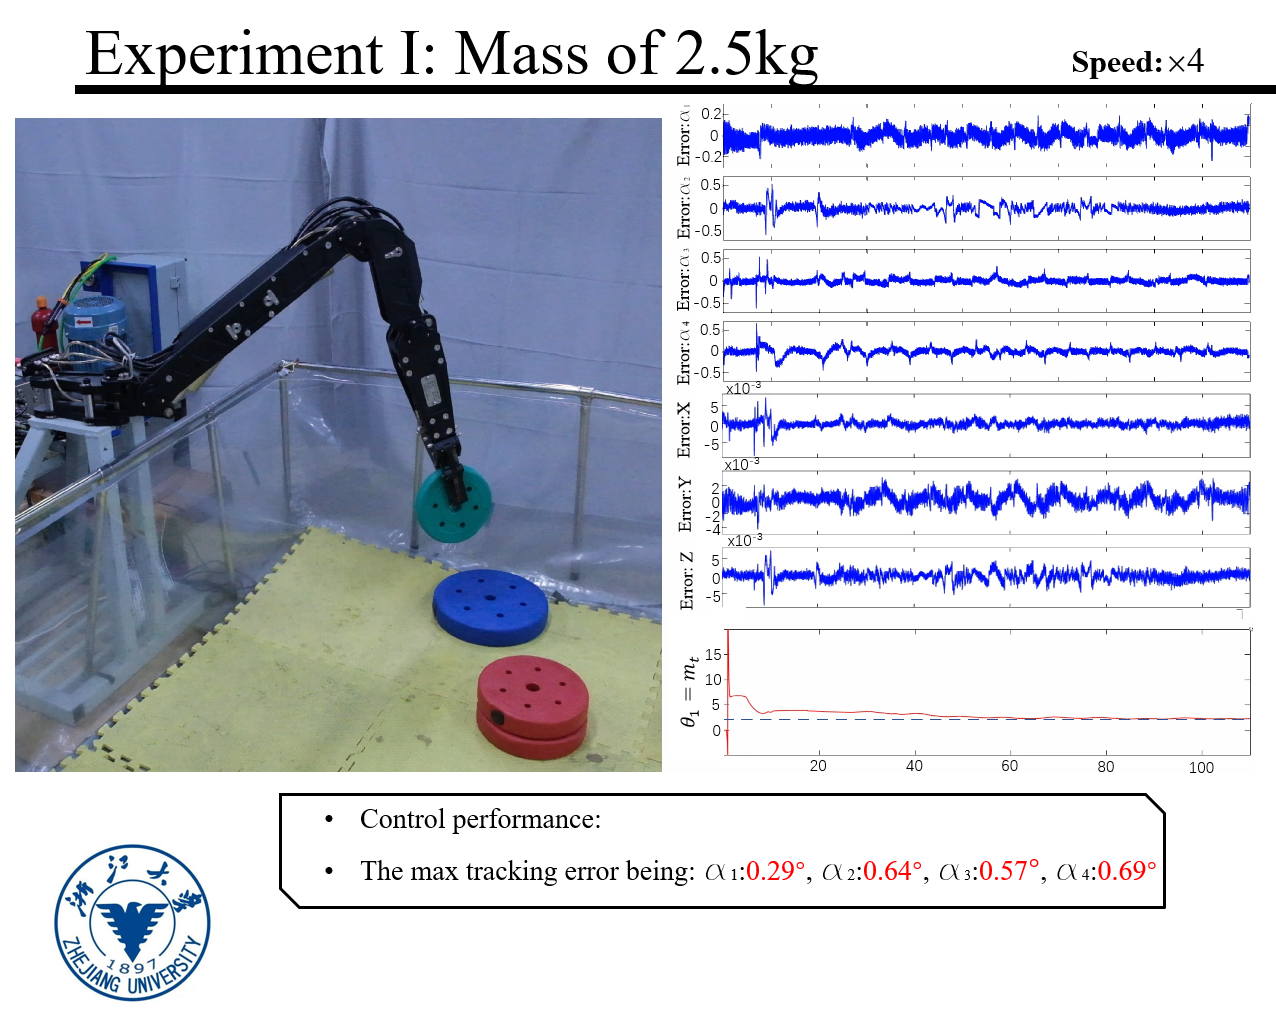 Experiment I: Mass of 2.5kg
Speed: ×4
Error:α₁
0.2
0
-0.2
Error:α₂
0.5
0
-0.5
Error:α₃
0.5
0
-0.5
Error:α₄
0.5
0
-0.5
x10⁻³
Error:X
5
0
-5
x10⁻³
Error:Y
2
0
-2
-4
x10⁻³
Error: Z
5
0
-5
θ₁ = mₜ
15
10
5
0
20 40 60 80 100
• Control performance:
• The max tracking error being: α₁:0.29°, α₂:0.64°, α₃:0.57°, α₄:0.69°
浙江大學
1897
ZHEJIANG UNIVERSITY